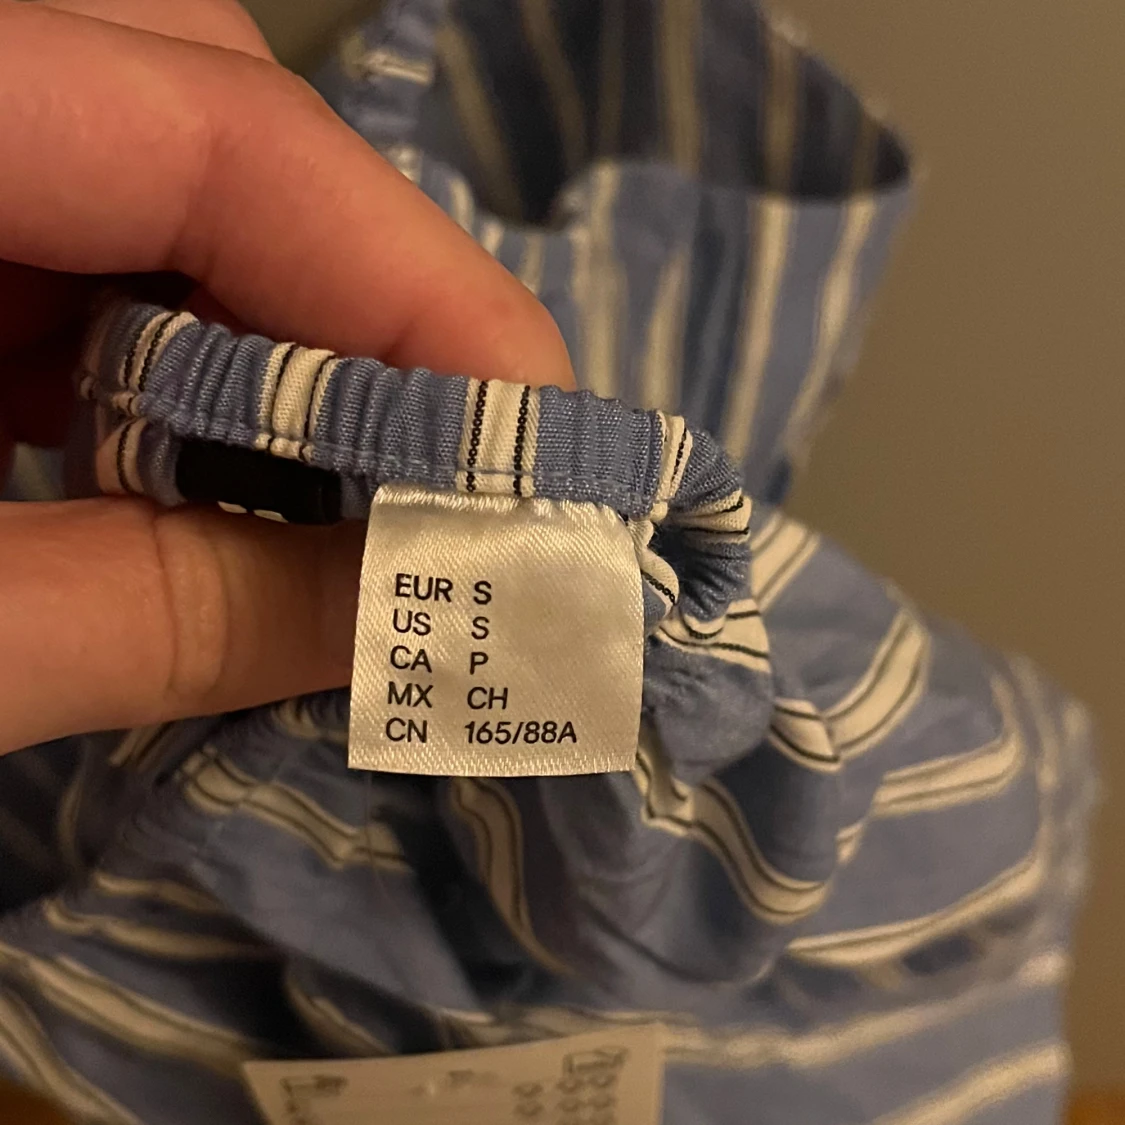 EUR S
US S
CA P
MX CH
CN 165/88A